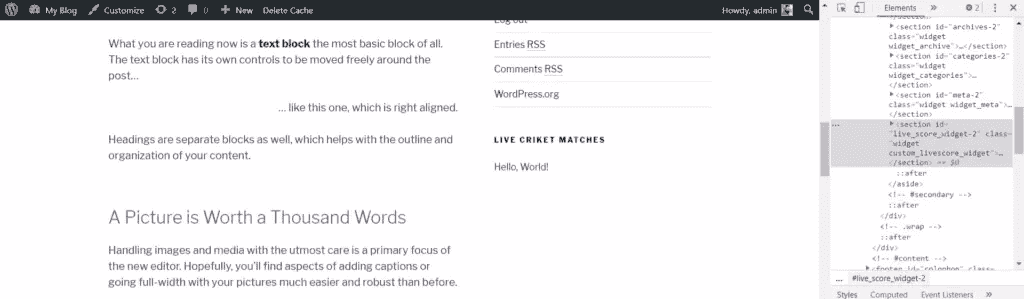 My Blog Customize 2 0 New Delete Cache Howdy, admin
What you are reading now is a text block the most basic block of all.
The text block has its own controls to be moved freely around the
post…
… like this one, which is right aligned.
Headings are separate blocks as well, which helps with the outline and
organization of your content.
A Picture is Worth a Thousand Words
Handling images and media with the utmost care is a primary focus of
the new editor. Hopefully, you'll find aspects of adding captions or
going full-width with your pictures much easier and robust than before.
Log out
Entries RSS
Comments RSS
WordPress.org
LIVE CRIKET MATCHES
Hello, World!
Elements 2
</section>
<section id="archives-2"
class="widget
widget_archive">…</section>
<section id="categories-2"
class="widget
widget_categories">…
</section>
<section id="meta-2"
class="widget widget_meta">…
</section>
<section id=
"live_score_widget-2" class=
"widget
custom_livescore_widget">…
</section> == $0
::after
</aside>
<!-- #secondary -->
::after
</div>
<!-- .wrap -->
::after
</div>
<!-- #content -->
<footer id="colophon" class=
... #live_score_widget-2
Styles Computed Event Listeners